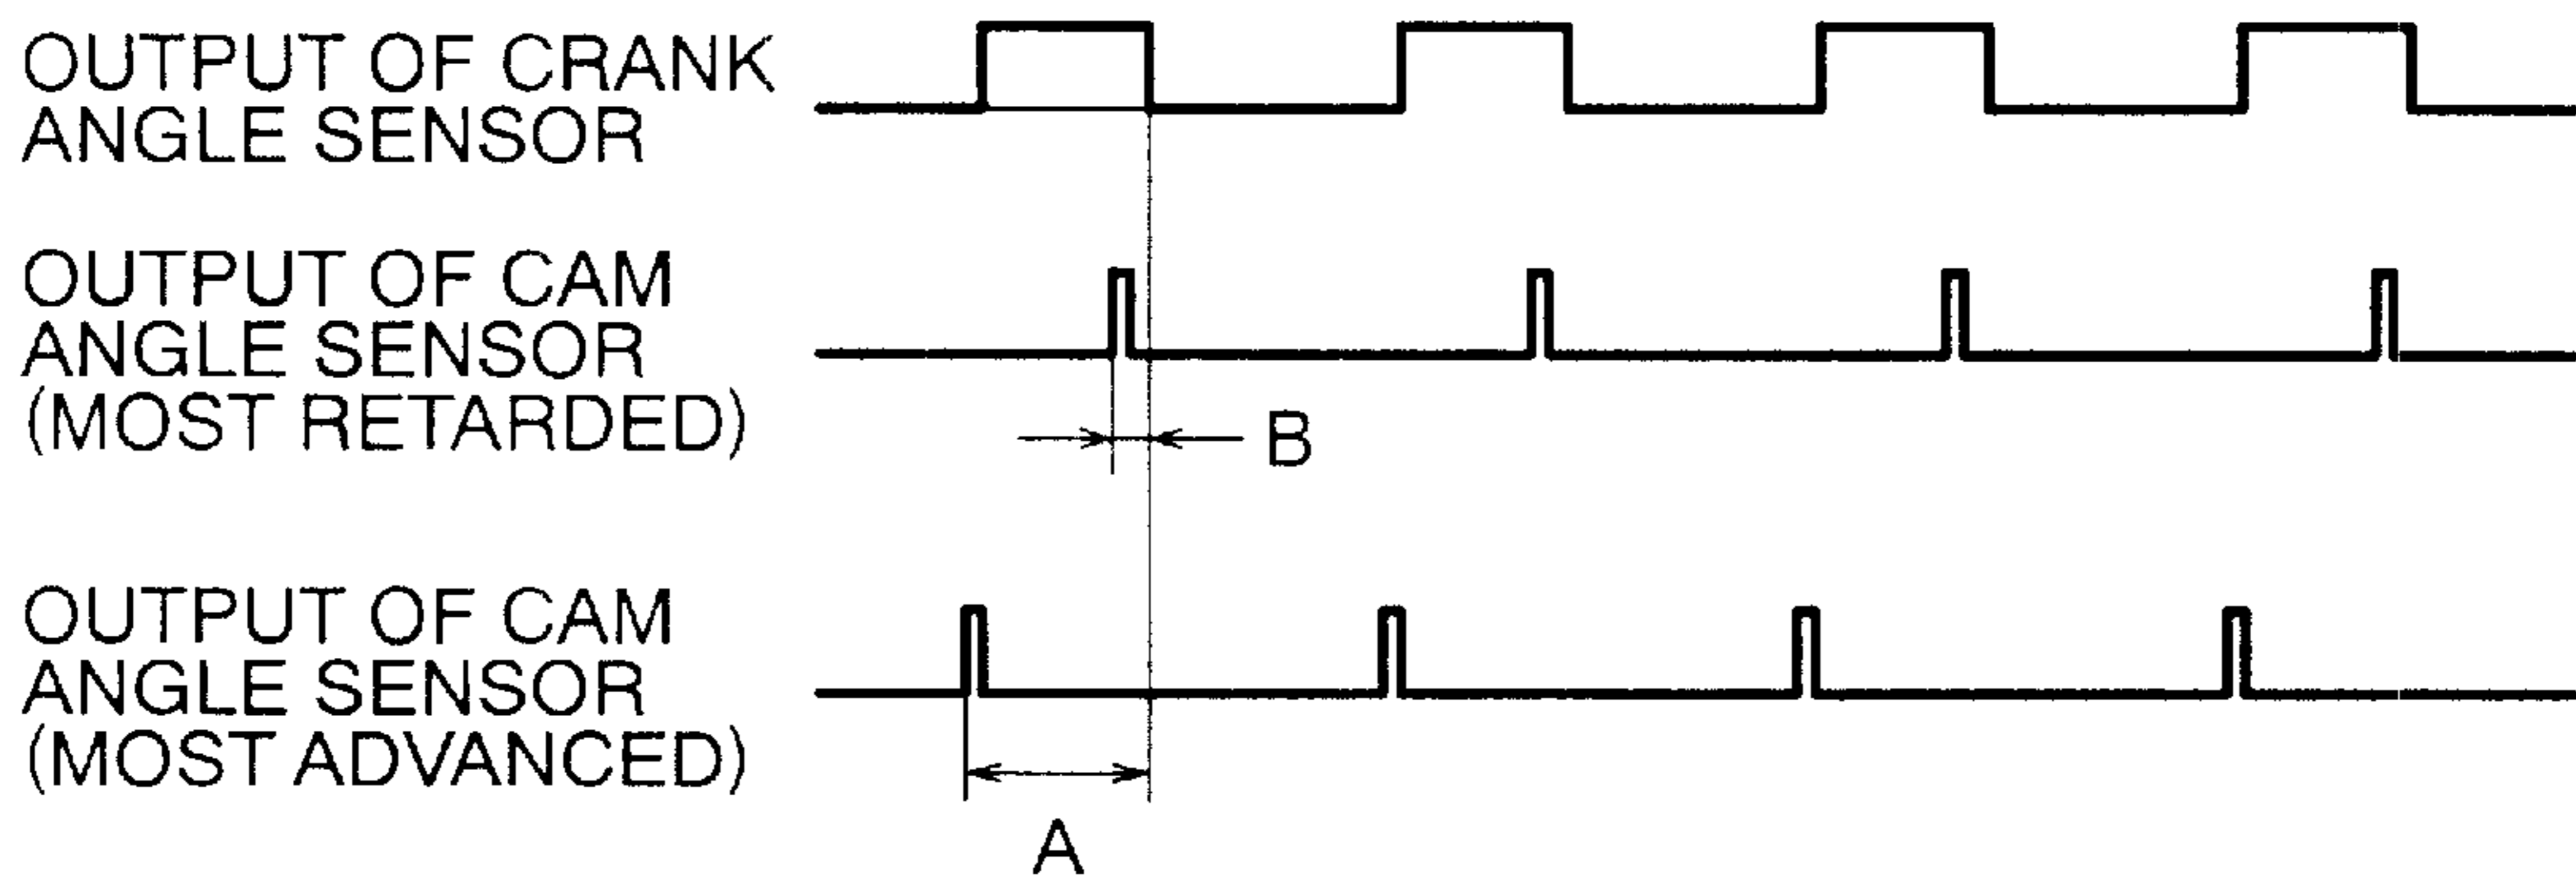 OUTPUT OF CRANK
ANGLE SENSOR
OUTPUT OF CAM
ANGLE SENSOR
(MOST RETARDED)
B
OUTPUT OF CAM
ANGLE SENSOR
(MOST ADVANCED)
A